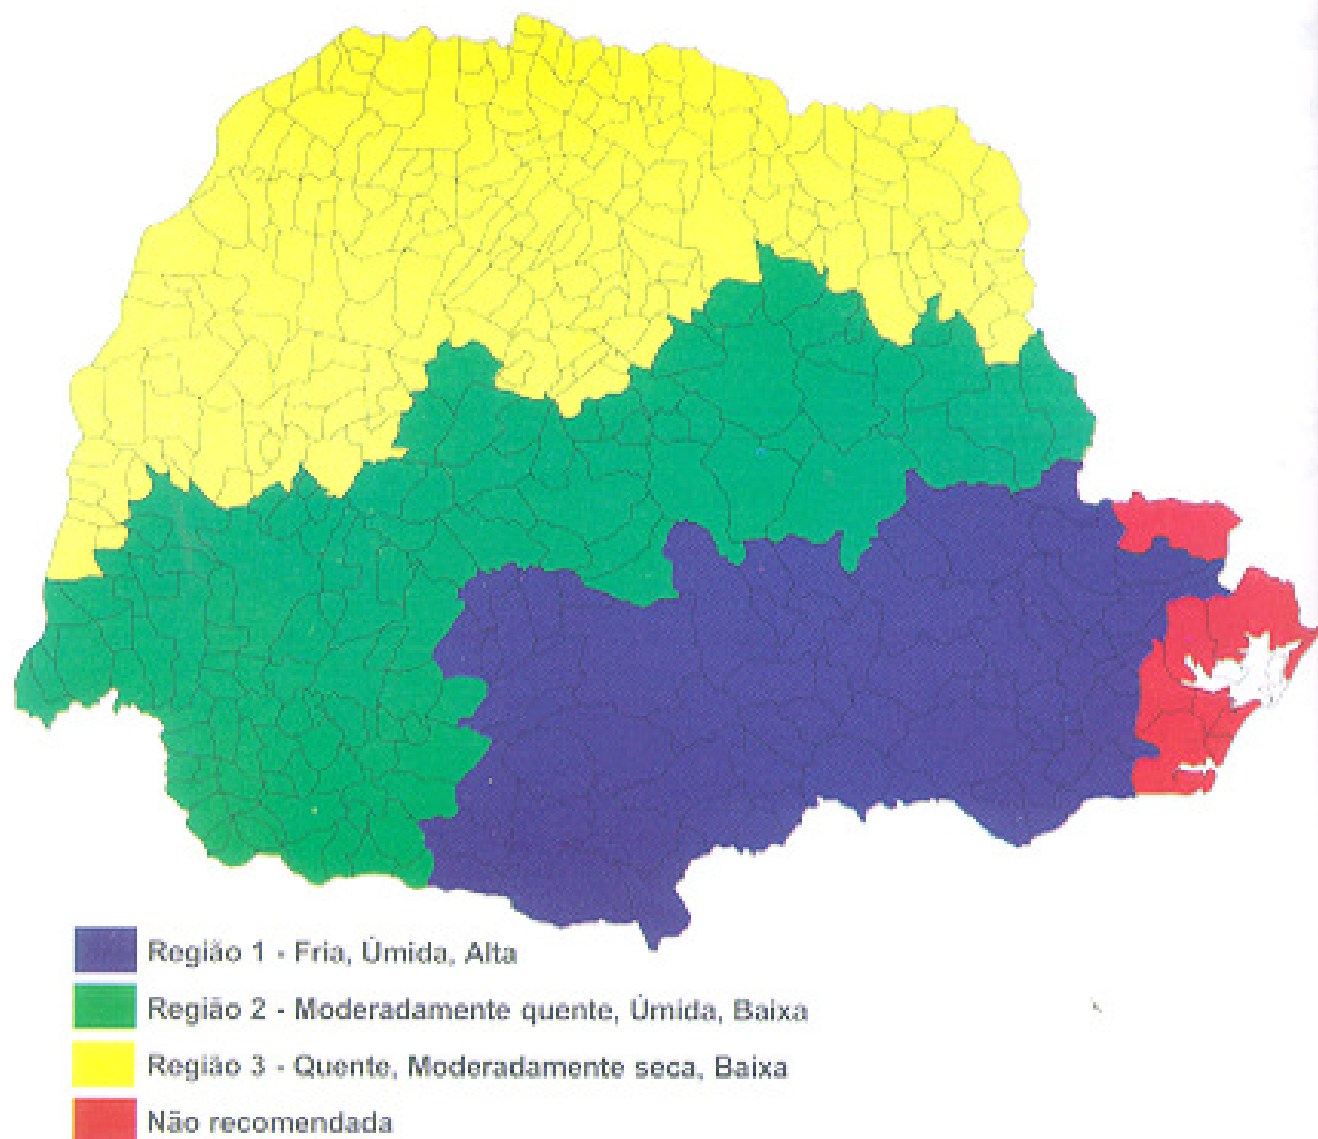 Região 1 - Fria, Úmida, Alta
Região 2 - Moderadamente quente, Úmida, Baixa
Região 3 - Quente, Moderadamente seca, Baixa
Não recomendada